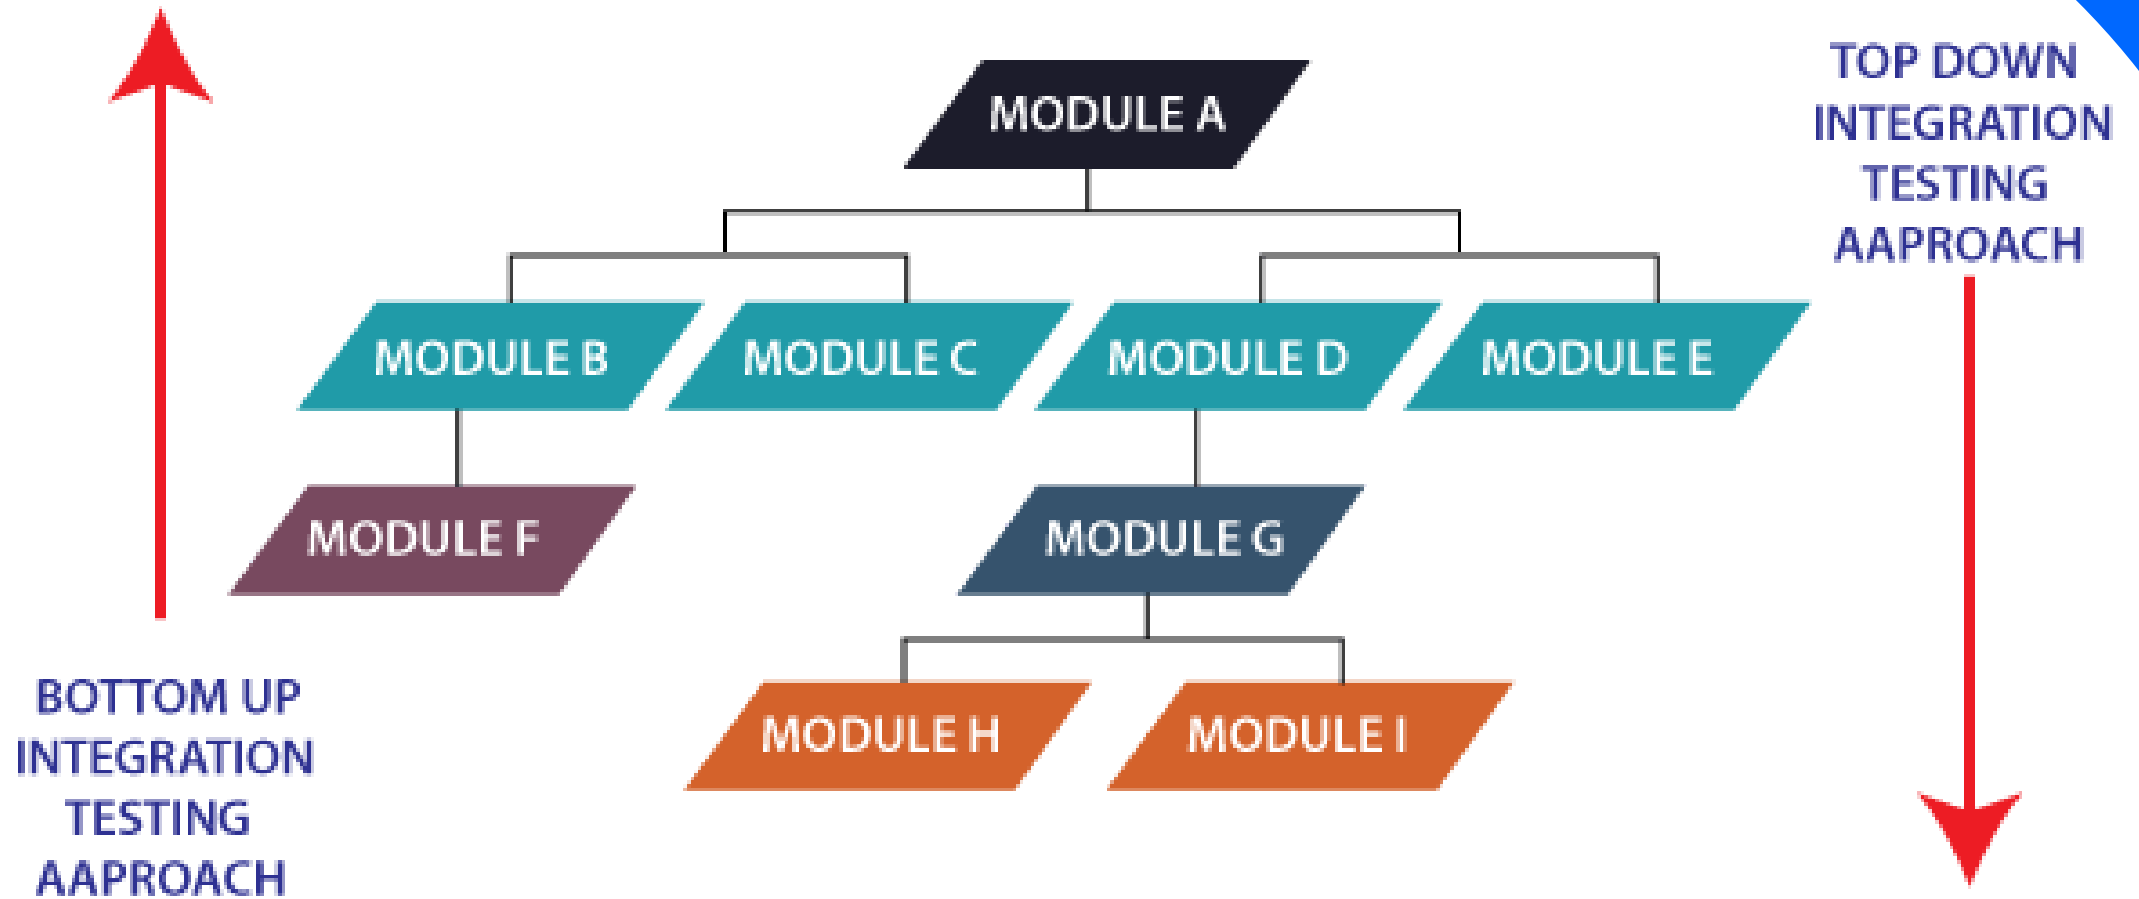 MODULE A
TOP DOWN
INTEGRATION
TESTING
AAPROACH
MODULE B
MODULE C
MODULE D
MODULE E
MODULE F
MODULE G
MODULE H
MODULE I
BOTTOM UP
INTEGRATION
TESTING
AAPROACH